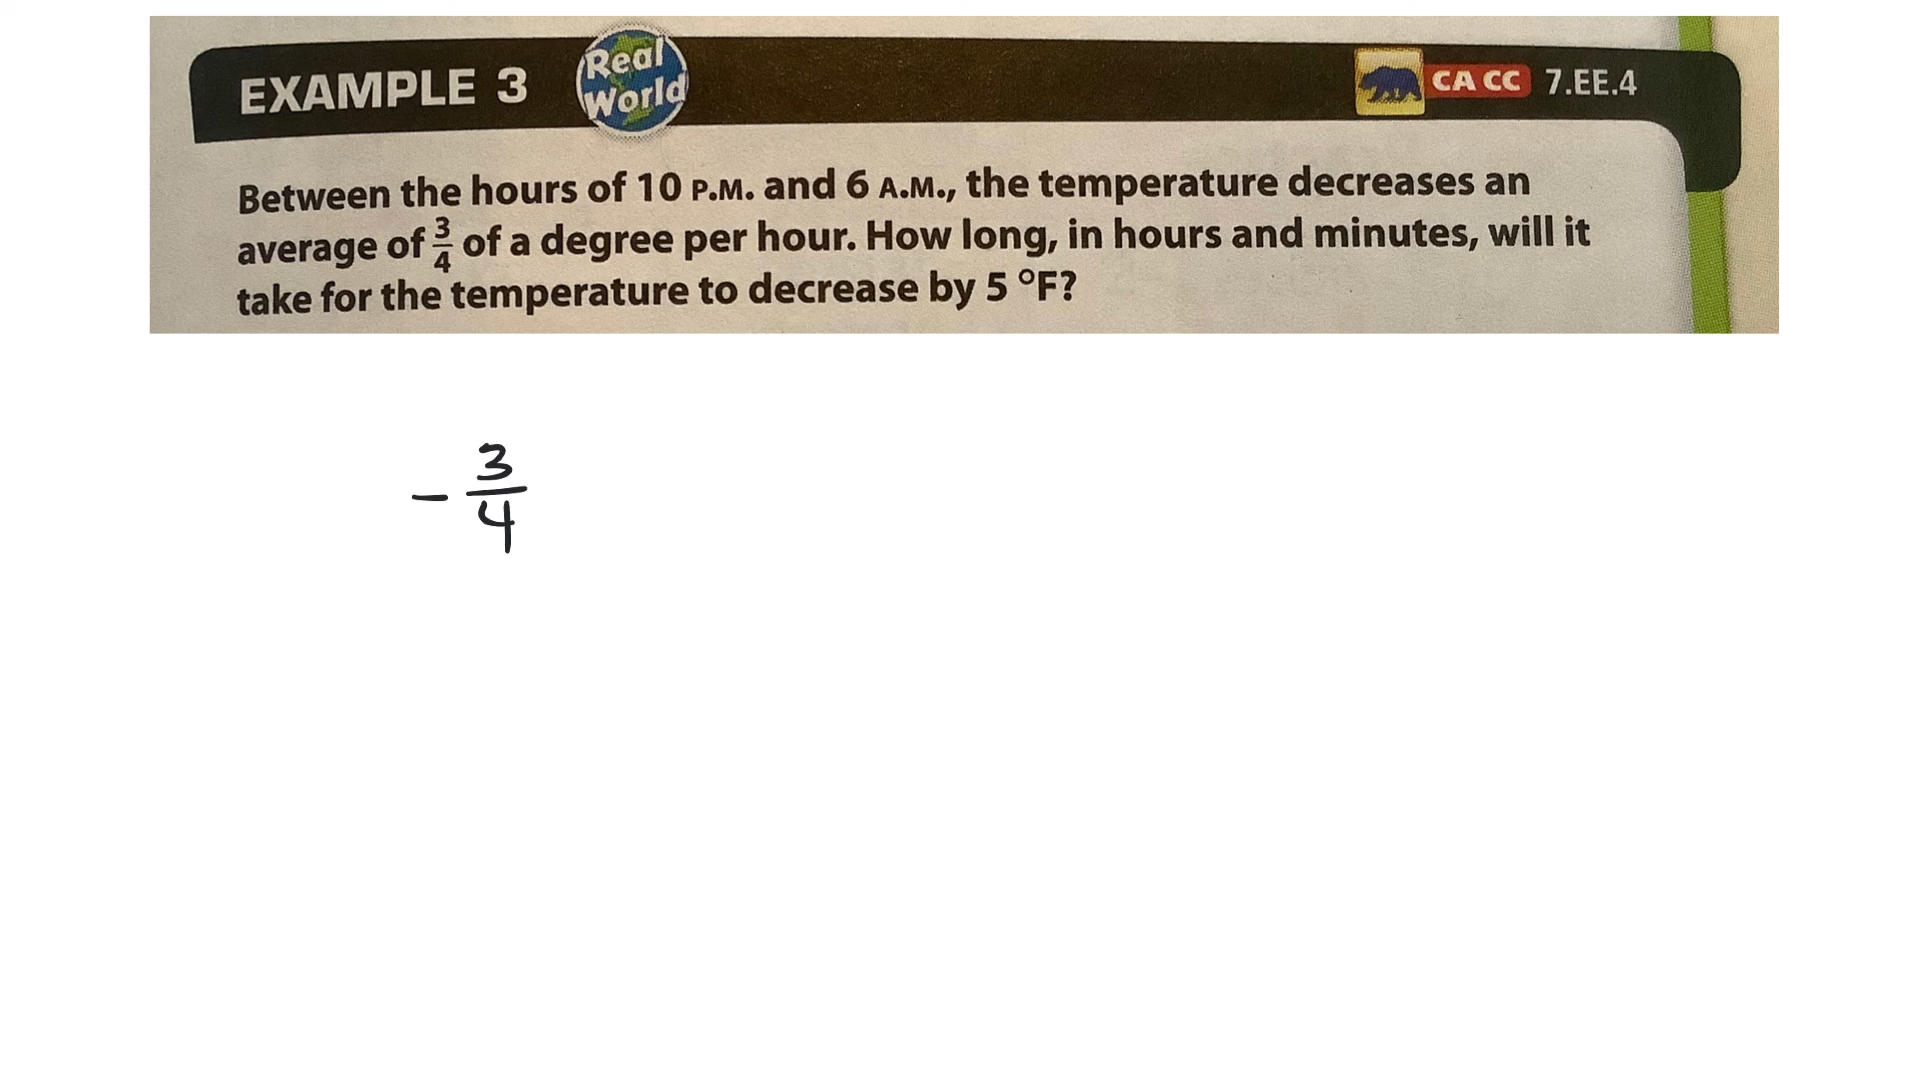 EXAMPLE 3
Real
World
CA CC 7.EE.4
Between the hours of 10 P.M. and 6 A.M., the temperature decreases an
average of 3/4 of a degree per hour. How long, in hours and minutes, will it
take for the temperature to decrease by 5 °F?
- 3/4